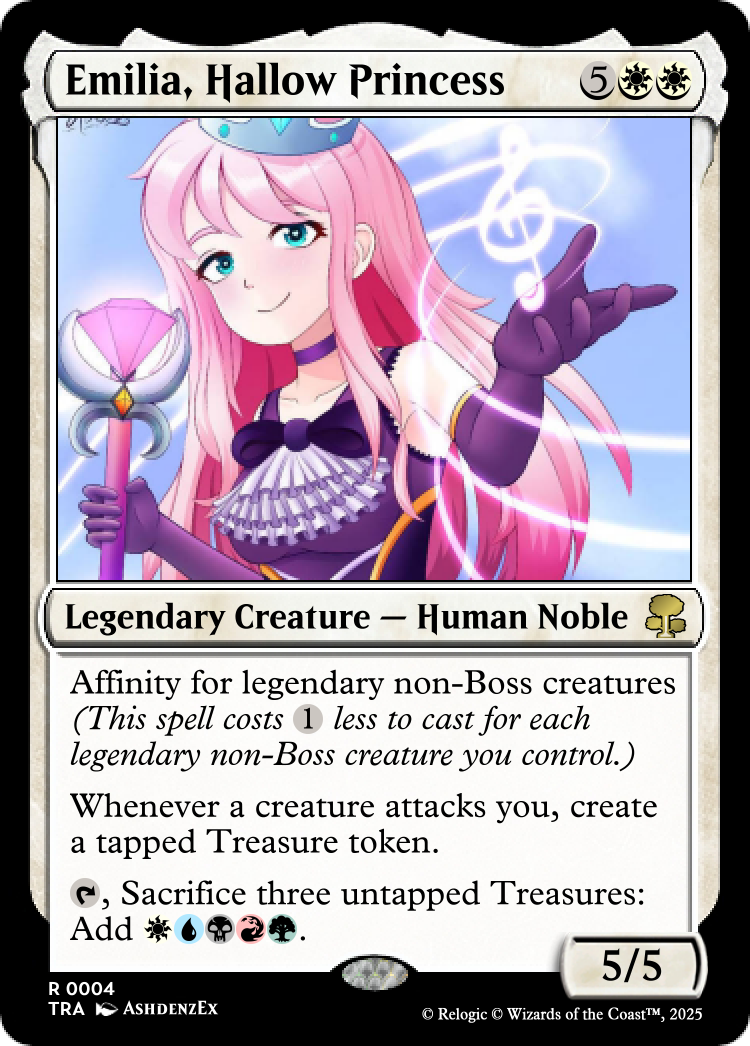 Emilia, Hallow Princess 5
Legendary Creature — Human Noble
Affinity for legendary non-Boss creatures
(This spell costs 1 less to cast for each
legendary non-Boss creature you control.)
Whenever a creature attacks you, create
a tapped Treasure token.
, Sacrifice three untapped Treasures:
Add .
5/5
R 0004
TRA AshdenzEx
© Relogic © Wizards of the Coast™, 2025